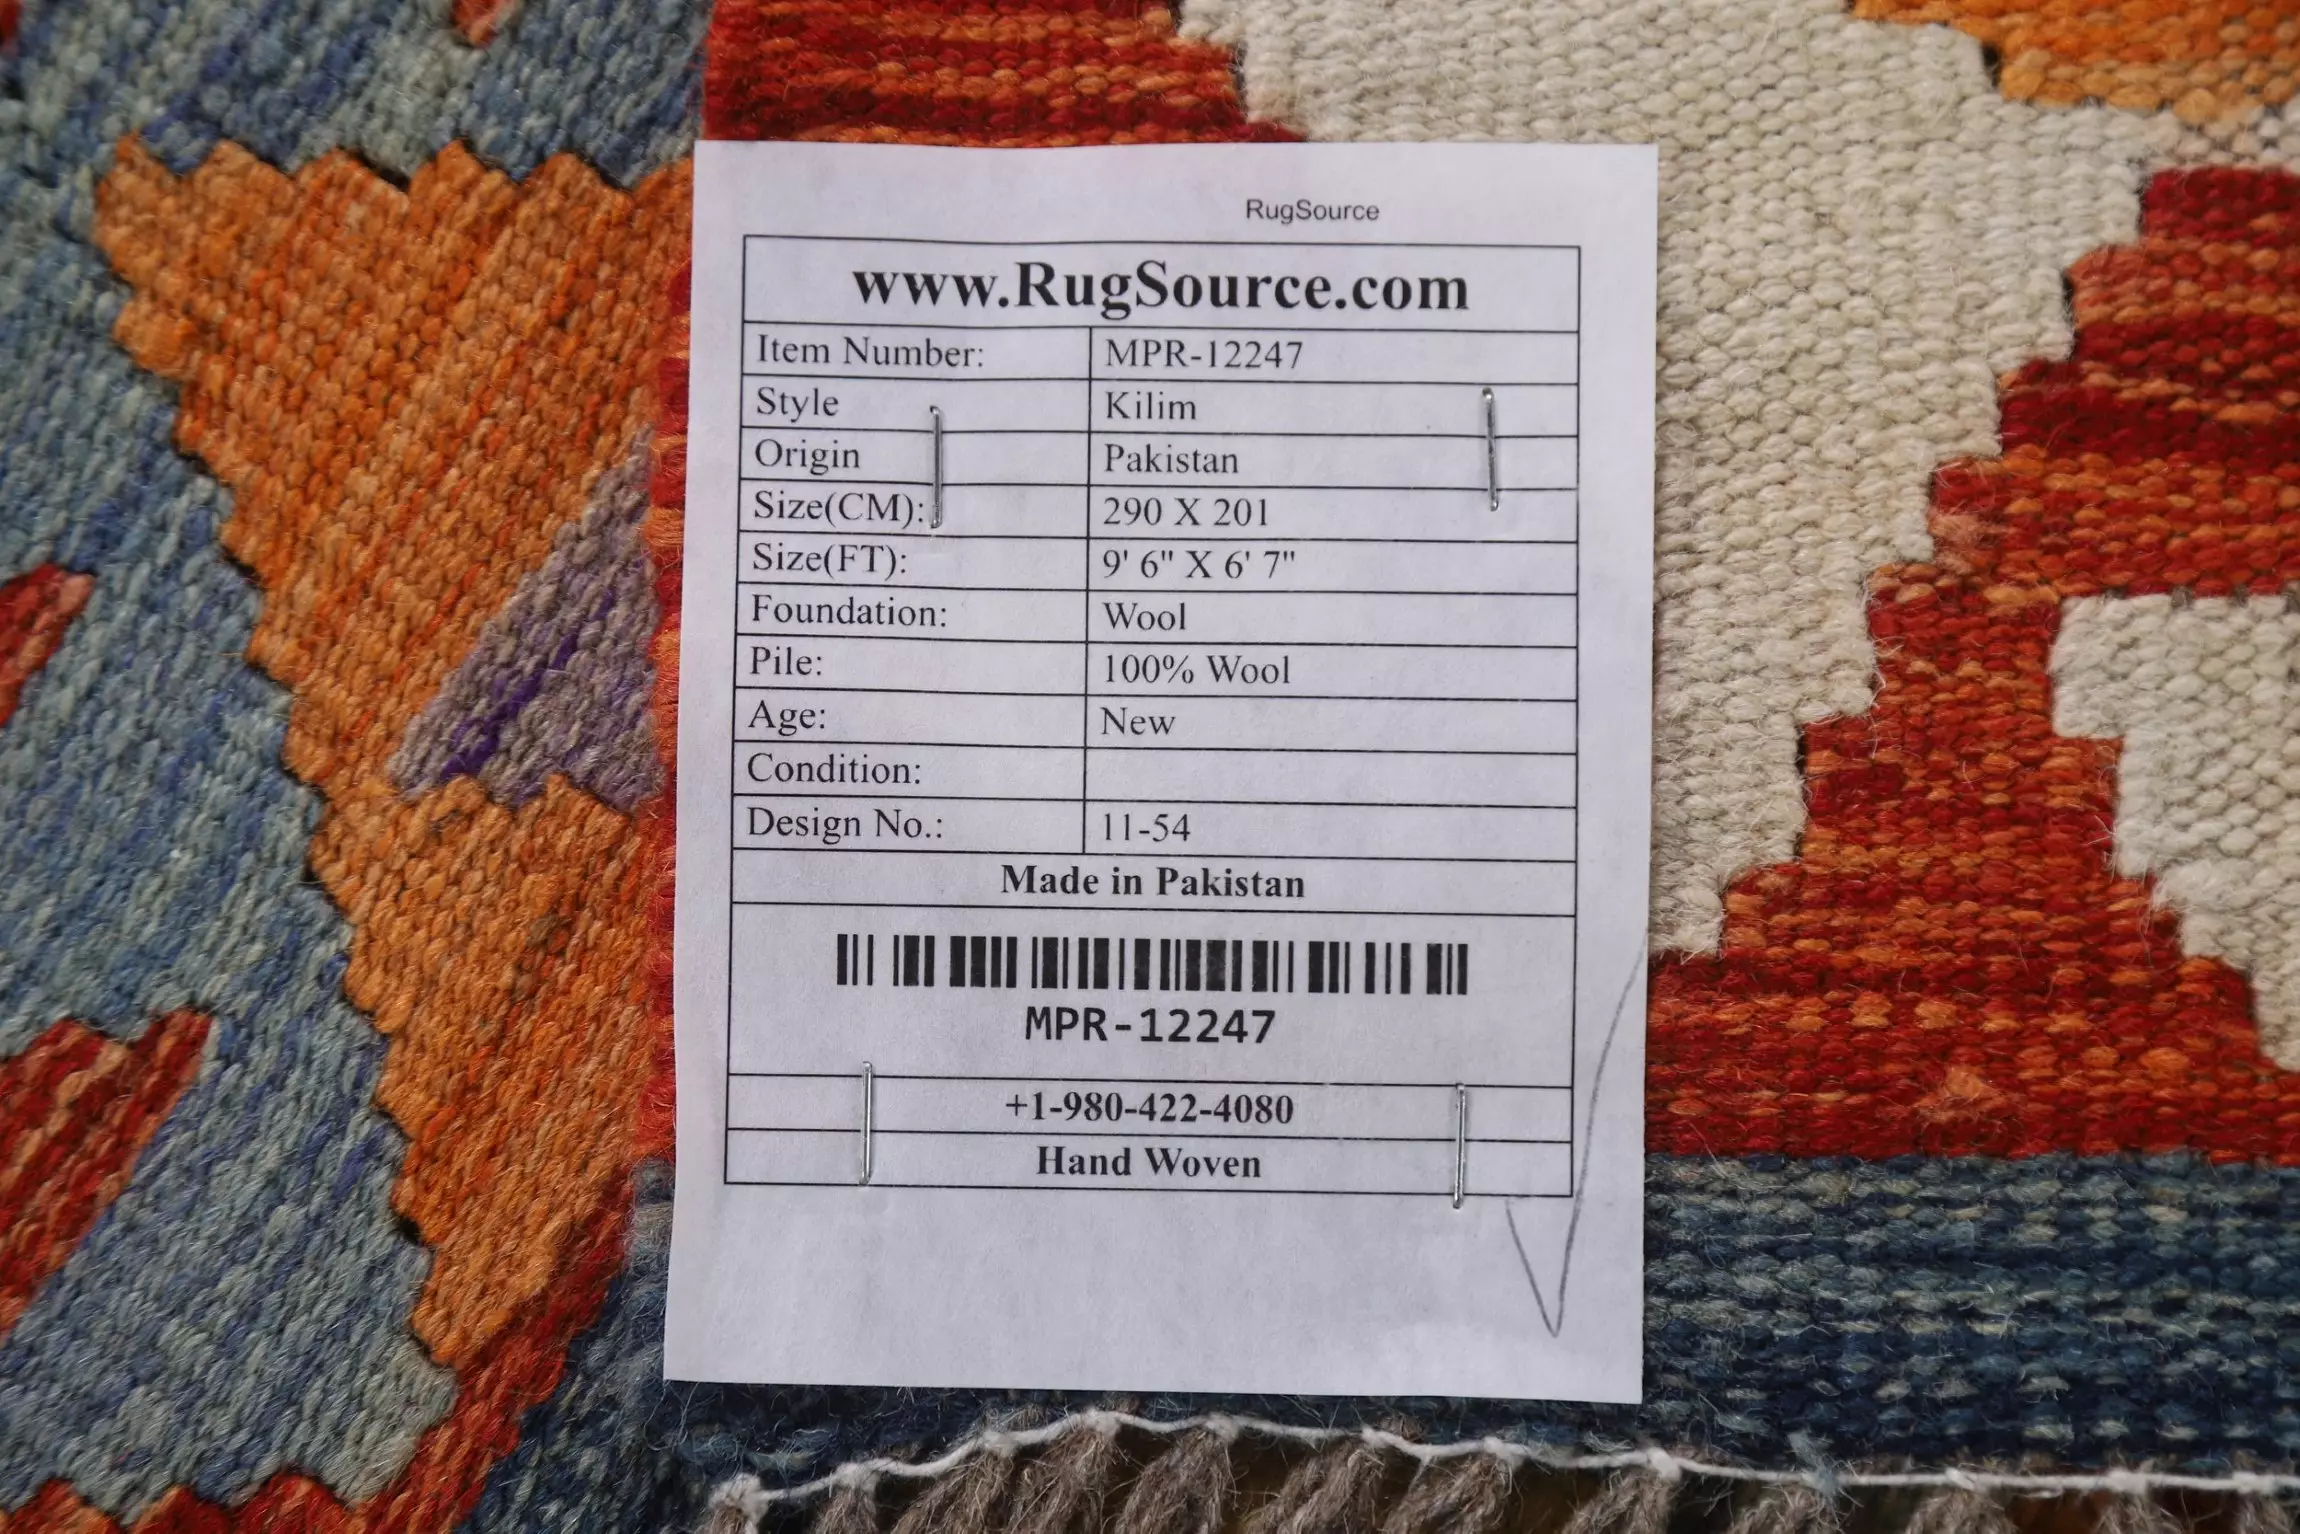 RugSource
www.RugSource.com
Item Number: MPR-12247
Style Kilim
Origin Pakistan
Size(CM): 290 X 201
Size(FT): 9' 6" X 6' 7"
Foundation: Wool
Pile: 100% Wool
Age: New
Condition:
Design No.: 11-54
Made in Pakistan
MPR-12247
+1-980-422-4080
Hand Woven